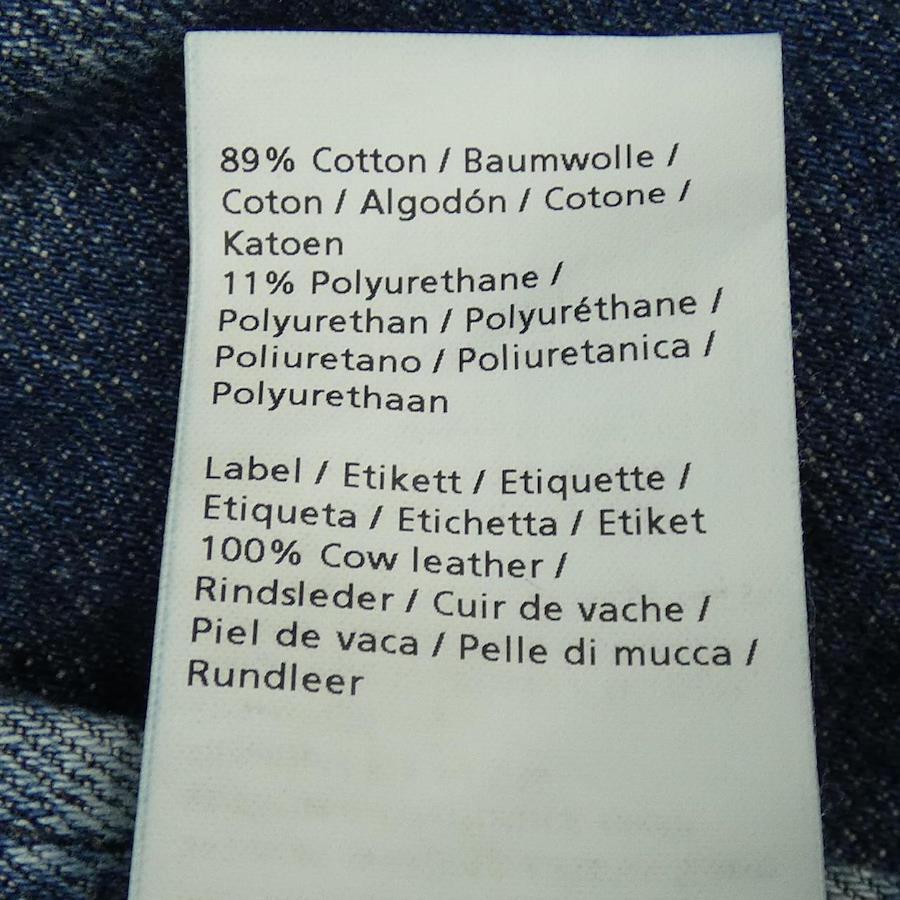 89% Cotton / Baumwolle /
Coton / Algodón / Cotone /
Katoen
11% Polyurethane /
Polyurethan / Polyuréthane /
Poliuretano / Poliuretanica /
Polyurethaan
Label / Etikett / Etiquette /
Etiqueta / Etichetta / Etiket
100% Cow leather /
Rindsleder / Cuir de vache /
Piel de vaca / Pelle di mucca /
Rundleer